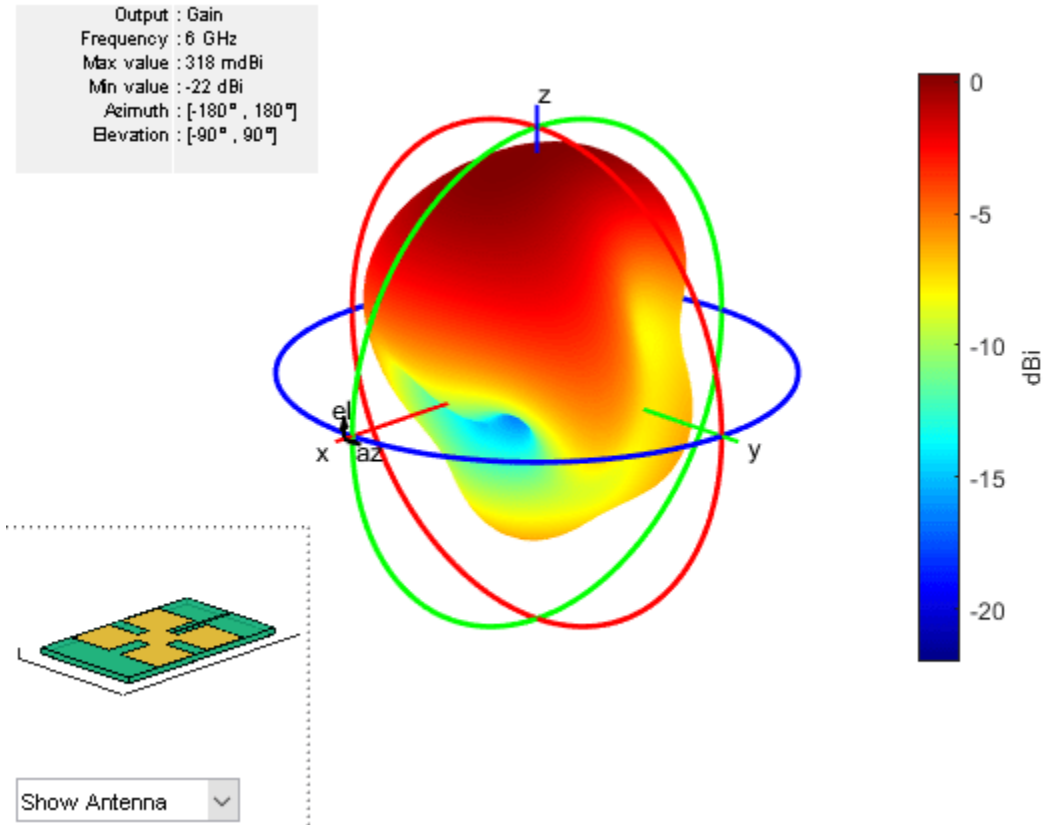 Output : Gain
Frequency : 6 GHz
Max value : 318 mdBi
Min value : -22 dBi
Azimuth : [-180° , 180°]
Elevation : [-90° , 90°]
z
el
x
az
y
0
-5
-10
-15
-20
dBi
Show Antenna